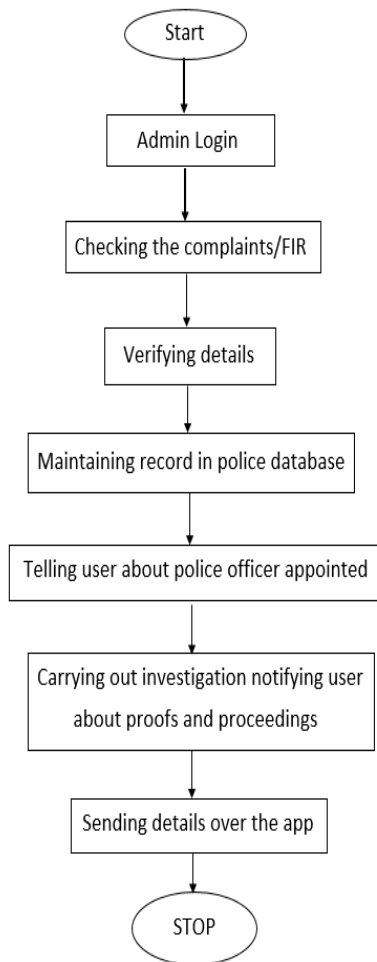 Start
Admin Login
Checking the complaints/FIR
Verifying details
Maintaining record in police database
Telling user about police officer appointed
Carrying out investigation notifying user
about proofs and proceedings
Sending details over the app
STOP